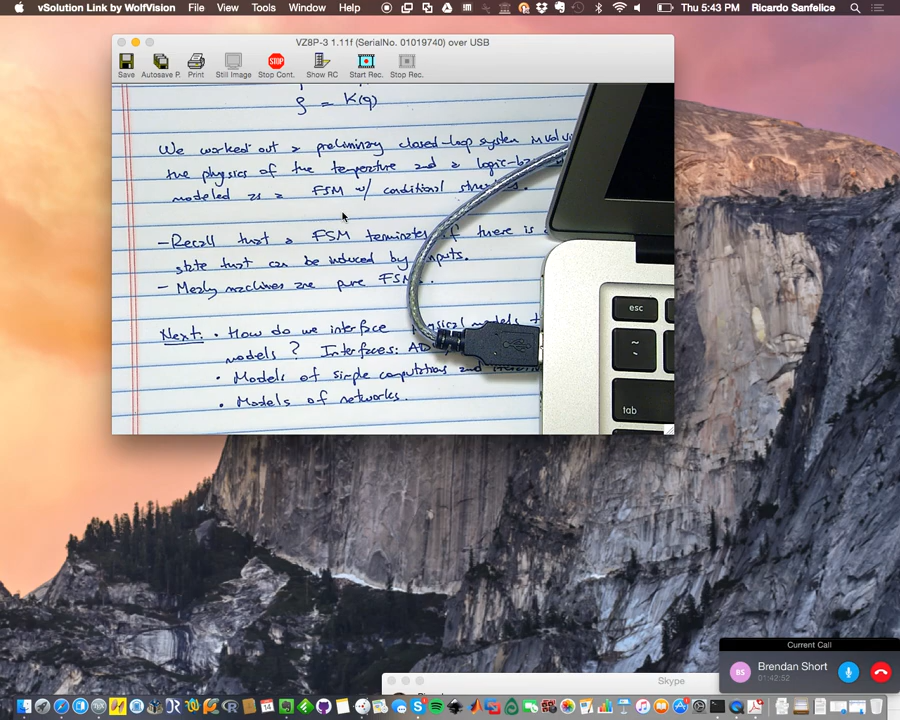 vSolution Link by WolfVision File View Tools Window Help Thu 5:43 PM Ricardo Sanfelice
VZ8P-3 1.11f (SerialNo. 01019740) over USB
Save Autosave P. Print Still Image Stop Cont. Show RC Start Rec. Stop Rec.
STOP
ρ = K(q)
We worked out a preliminary closed-loop system
the physics of the temperature and a
modeled as a FSM w/ conditional
- Recall that a FSM terminates if there is
state that can be induced by inputs.
- Mealy machines are pure FSM
Next: · How do we interface models
models? Interfaces:
· Models of simple computations and
· Models of networks.
esc
~
tab
Current Call
BS Brendan Short
01:42:52
Skype